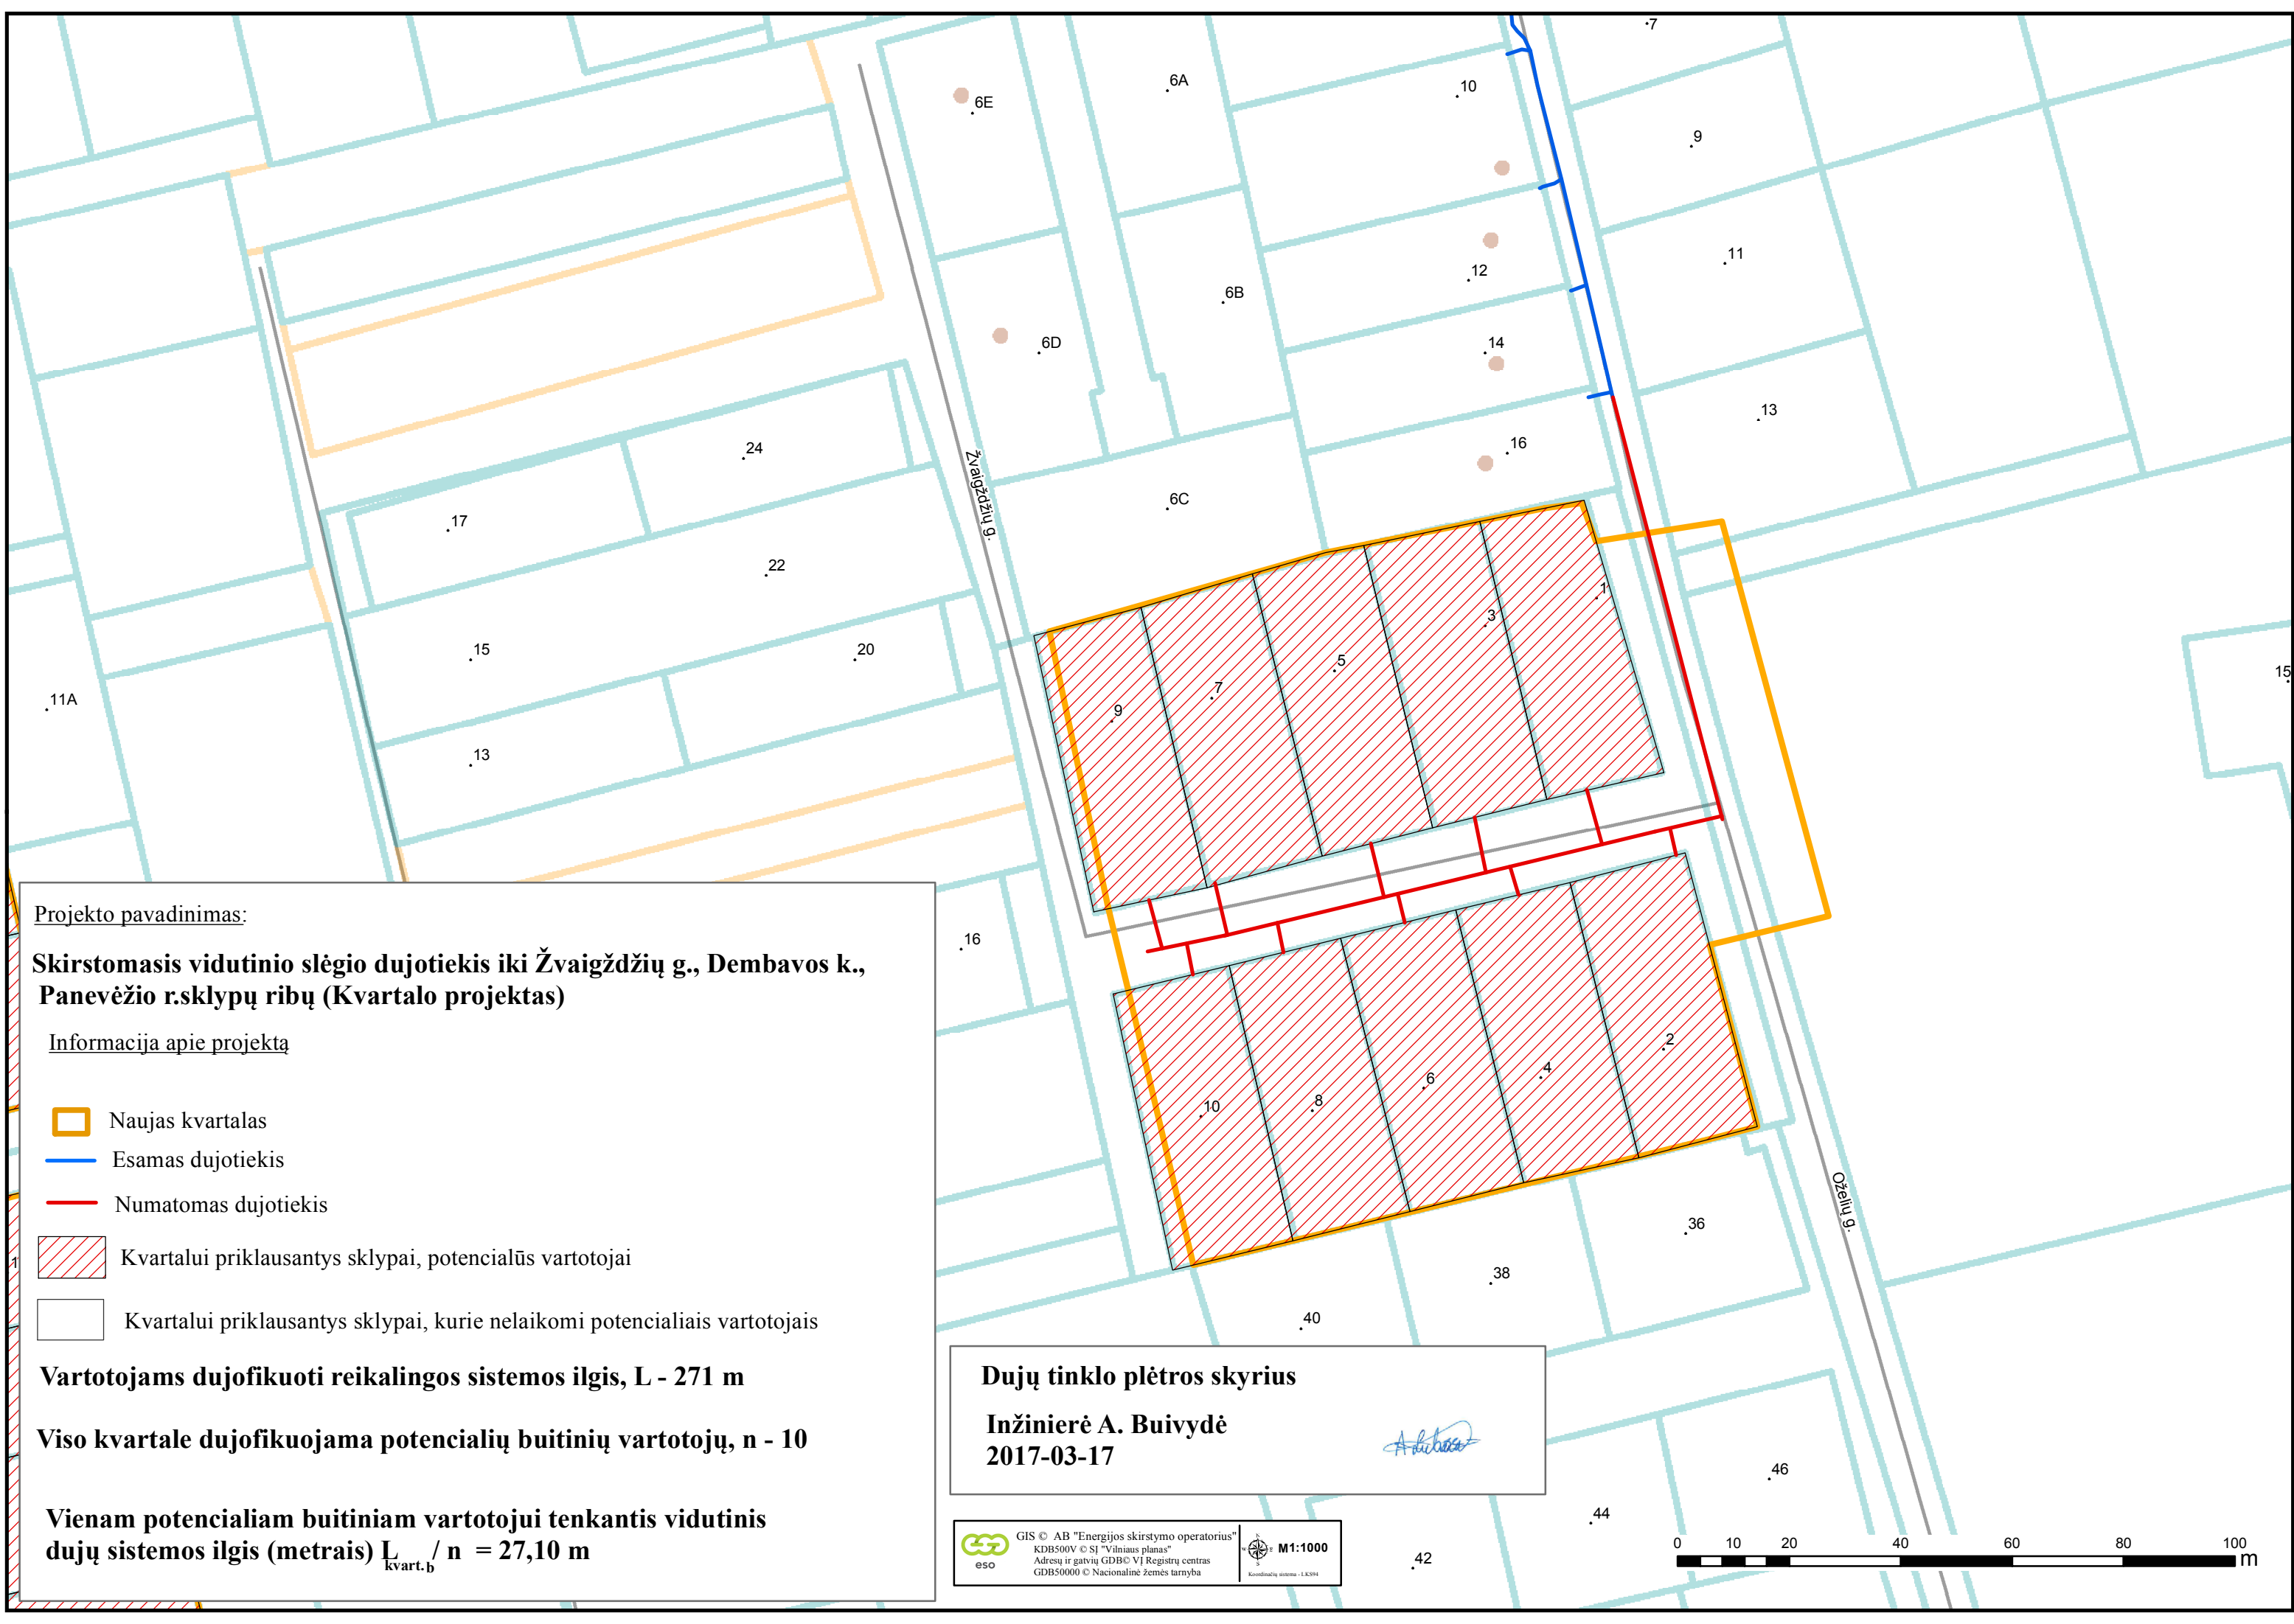 7
6A
10
6E
9
11
12
6B
14
6D
13
16
24
Žvaigždžių g.
6C
17
22
1
3
15
20
5
15
7
11A
9
13
16
2
4
6
8
10
Oželių g.
36
38
40
46
44
42
1
Projekto pavadinimas:
Skirstomasis vidutinio slėgio dujotiekis iki Žvaigždžių g., Dembavos k.,
Panevėžio r.sklypų ribų (Kvartalo projektas)
Informacija apie projektą
Naujas kvartalas
Esamas dujotiekis
Numatomas dujotiekis
Kvartalui priklausantys sklypai, potencialūs vartotojai
Kvartalui priklausantys sklypai, kurie nelaikomi potencialiais vartotojais
Vartotojams dujofikuoti reikalingos sistemos ilgis, L - 271 m
Viso kvartale dujofikuojama potencialių buitinių vartotojų, n - 10
Vienam potencialiam buitiniam vartotojui tenkantis vidutinis
dujų sistemos ilgis (metrais) L kvart.b / n = 27,10 m
Dujų tinklo plėtros skyrius
Inžinierė A. Buivydė
2017-03-17
eso
GIS © AB "Energijos skirstymo operatorius"
KDB500V © SĮ "Vilniaus planas"
Adresų ir gatvių GDB© VĮ Registrų centras
GDB50000 © Nacionalinė žemės tarnyba
N
W E
S
M1:1000
Koordinačių sistema - LKS94
0 10 20 40 60 80 100
m